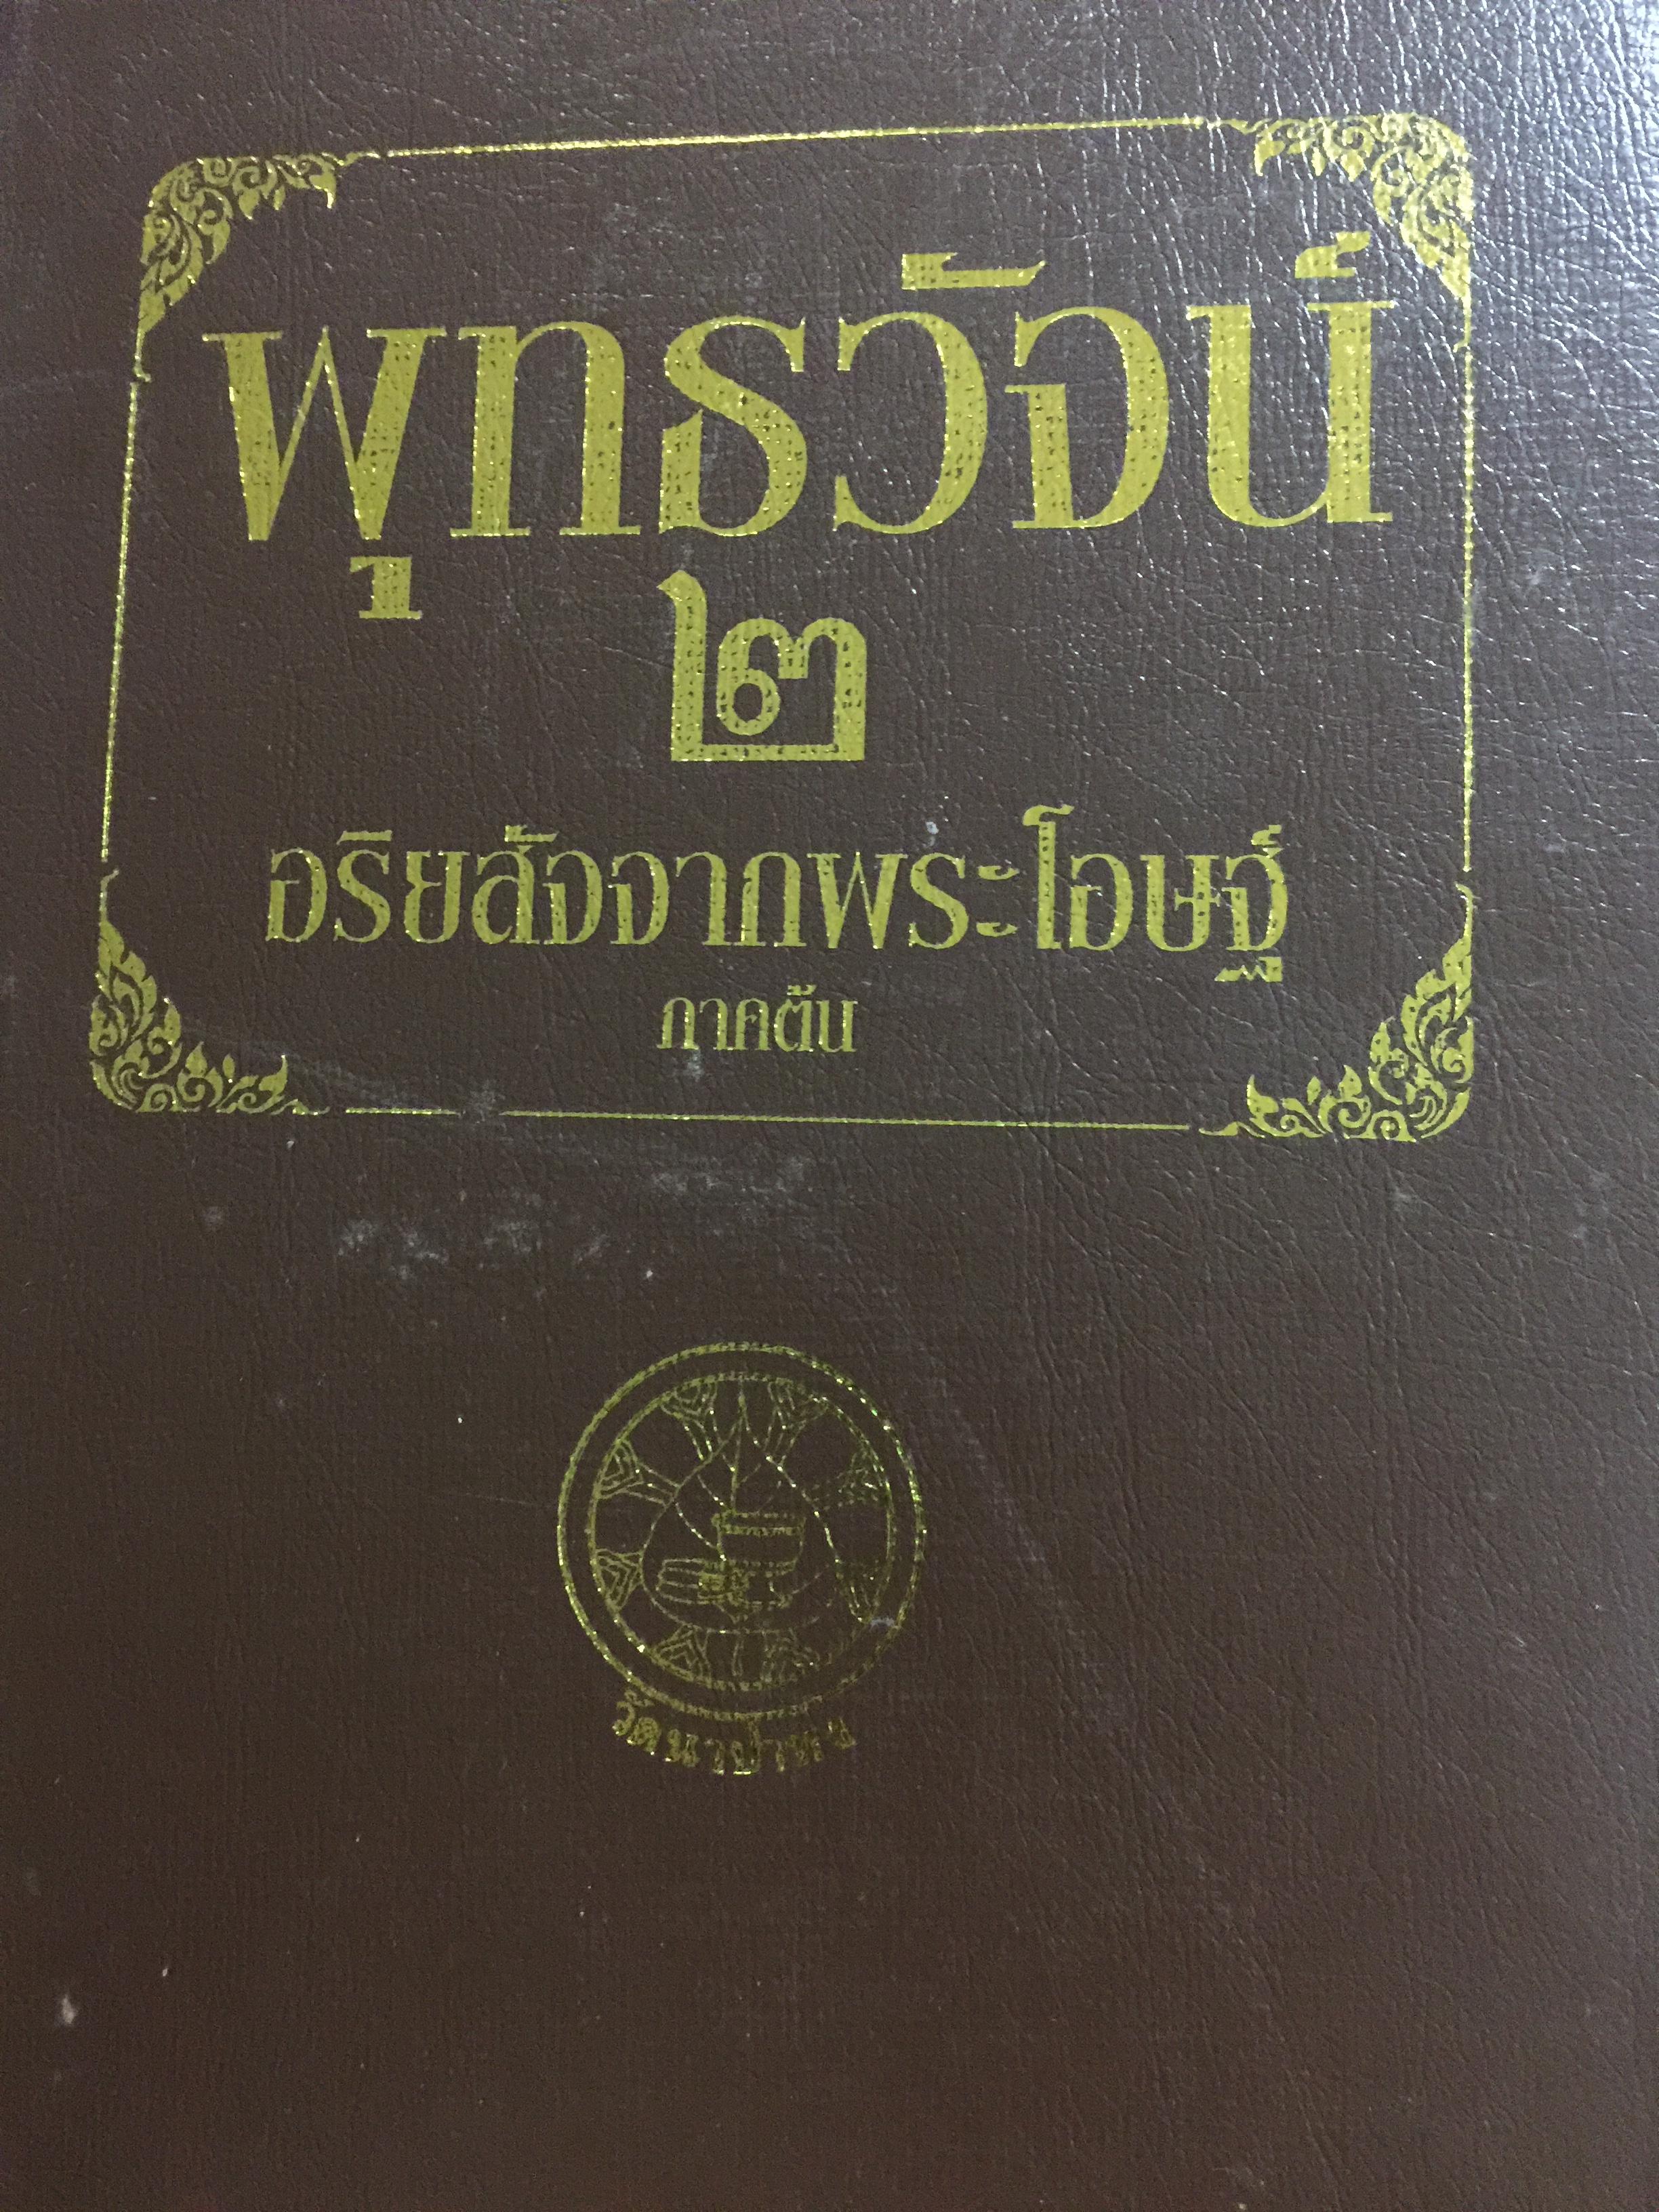 พุทธวจน์
๒
อริยสัจจากพระโอษฐ์
ภาคต้น
วัดนาป่าพง